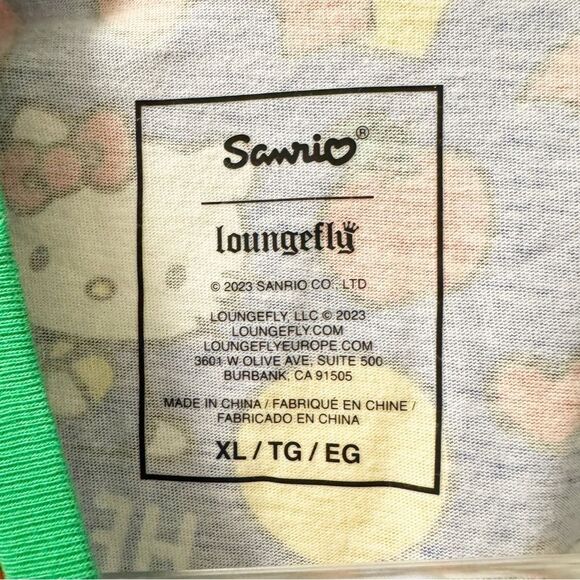 Sanrio®
loungefly
© 2023 SANRIO CO., LTD
LOUNGEFLY, LLC © 2023
LOUNGEFLY.COM
LOUNGEFLYEUROPE.COM
3601 W OLIVE AVE, SUITE 500
BURBANK, CA 91505
MADE IN CHINA / FABRIQUÉ EN CHINE /
FABRICADO EN CHINA
XL / TG / EG